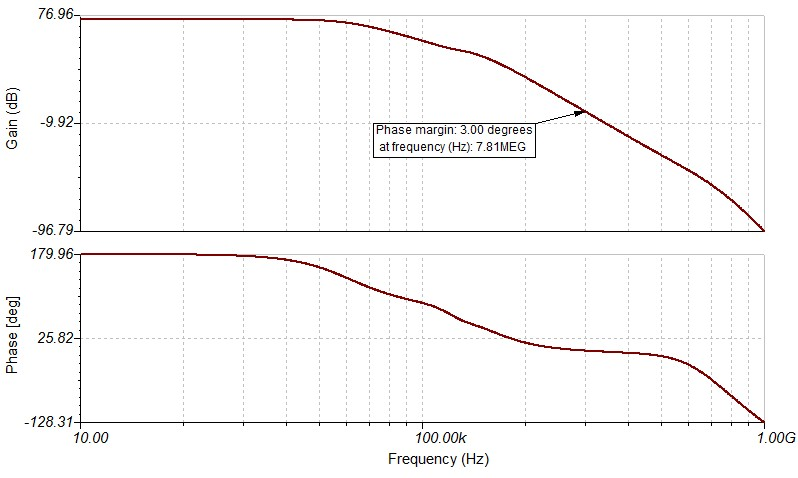 76.96
Gain (dB)
-9.92
Phase margin: 3.00 degrees
at frequency (Hz): 7.81MEG
-96.79
179.96
Phase [deg]
25.82
-128.31
10.00
100.00k
1.00G
Frequency (Hz)